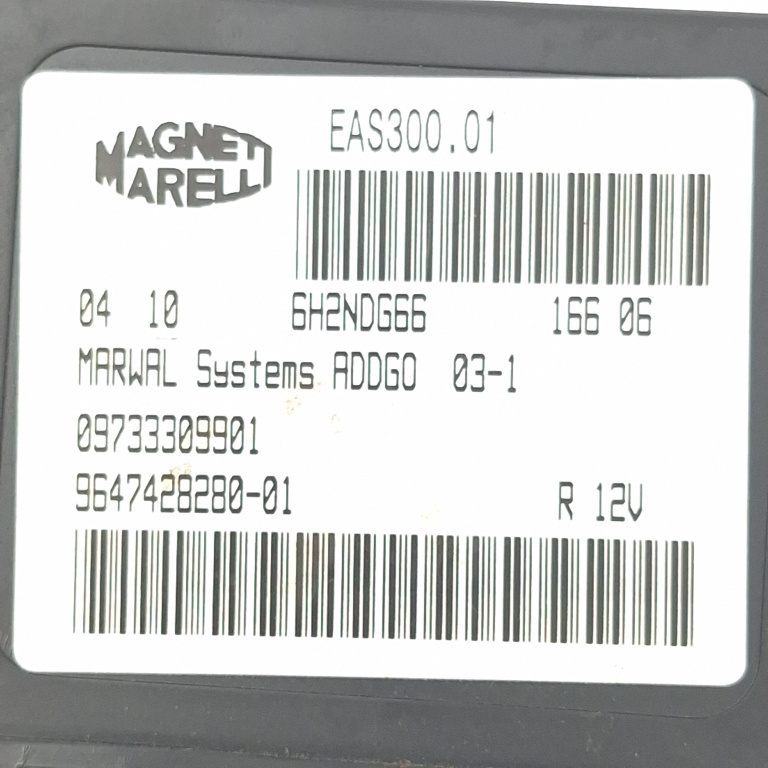 MAGNETI
MARELLI
EAS300.01
04 10 6H2NDG66 166 06
MARWAL Systems ADDGO 03-1
09733309901
9647428280-01 R 12V